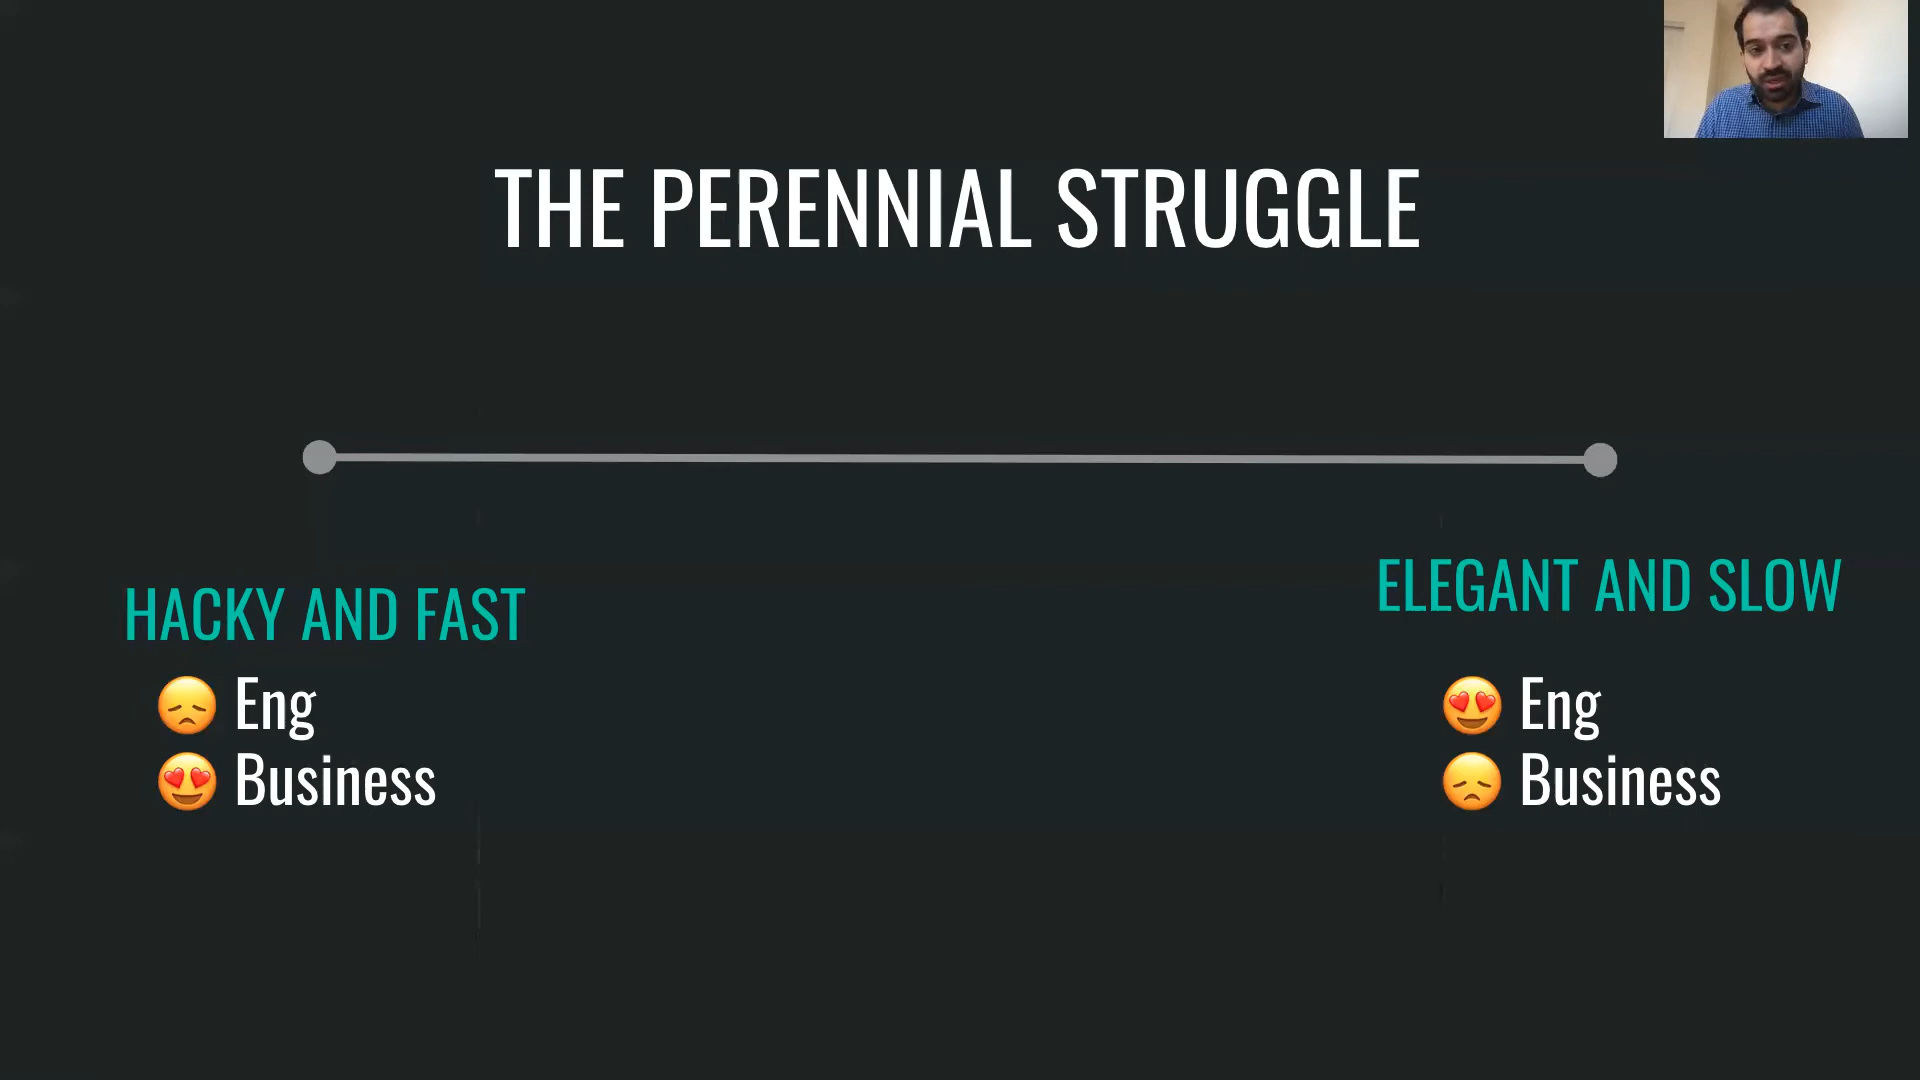 THE PERENNIAL STRUGGLE
HACKY AND FAST
😞 Eng
😍 Business
ELEGANT AND SLOW
😍 Eng
😞 Business